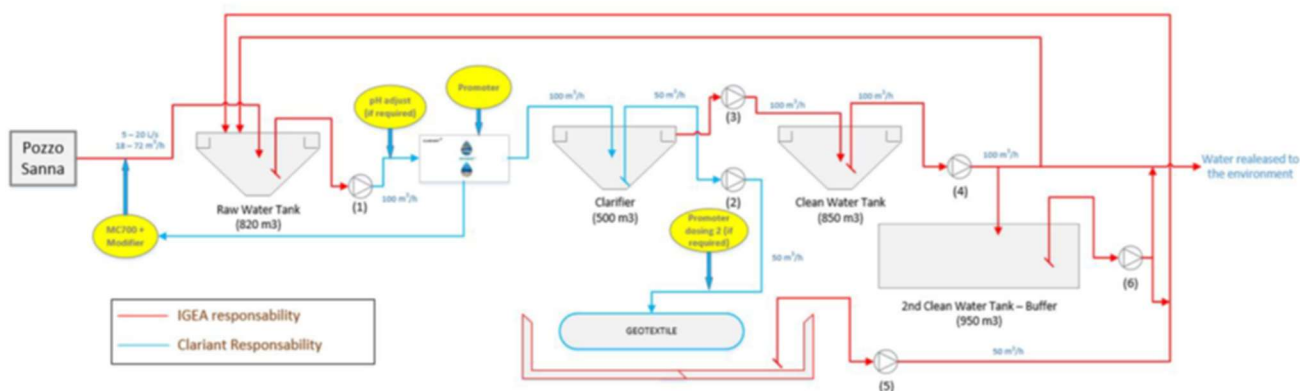 Pozzo
Sanna
5 – 20 L/s
18 – 72 m³/h
MC700 +
Modifier
Raw Water Tank
(820 m3)
pH adjust
(if required)
(1)
100 m³/h
Promoter
100 m³/h
50 m³/h
Clarifier
(500 m3)
(2)
(3)
100 m³/h
Promoter
dosing 2 (if
required)
50 m³/h
100 m³/h
Clean Water Tank
(850 m3)
(4)
100 m³/h
Water realeased to
the environment
2nd Clean Water Tank – Buffer
(950 m3)
(6)
GEOTEXTILE
(5)
50 m³/h
IGEA responsability
Clariant Responsability